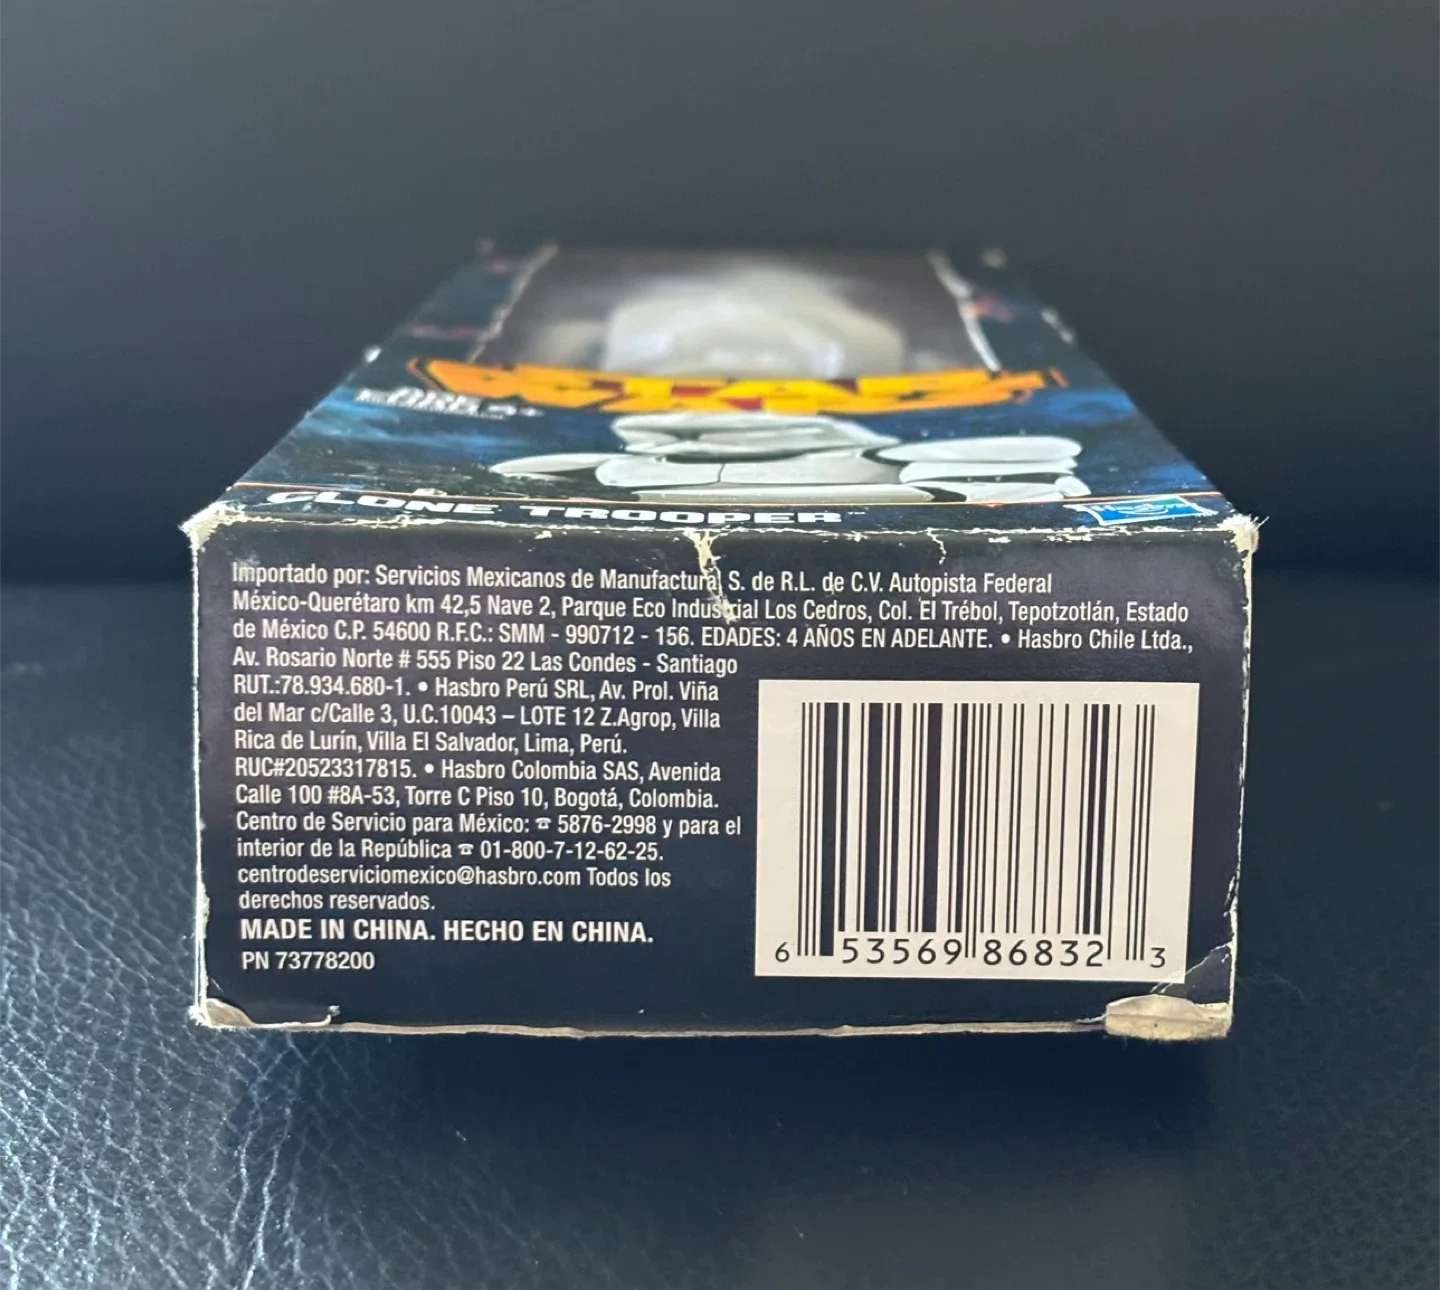 STAR
WARS
CLONE TROOPER™
Hasbro
Importado por: Servicios Mexicanos de Manufactura, S. de R.L. de C.V. Autopista Federal
México-Querétaro km 42,5 Nave 2, Parque Eco Industrial Los Cedros, Col. El Trébol, Tepotzotlán, Estado
de México C.P. 54600 R.F.C.: SMM - 990712 - 156. EDADES: 4 AÑOS EN ADELANTE. • Hasbro Chile Ltda.,
Av. Rosario Norte # 555 Piso 22 Las Condes - Santiago
RUT.:78.934.680-1. • Hasbro Perú SRL, Av. Prol. Viña
del Mar c/Calle 3, U.C.10043 – LOTE 12 Z.Agrop, Villa
Rica de Lurín, Villa El Salvador, Lima, Perú.
RUC#20523317815. • Hasbro Colombia SAS, Avenida
Calle 100 #8A-53, Torre C Piso 10, Bogotá, Colombia.
Centro de Servicio para México: ☎ 5876-2998 y para el
interior de la República ☎ 01-800-7-12-62-25.
centrodeserviciomexico@hasbro.com Todos los
derechos reservados.
MADE IN CHINA. HECHO EN CHINA.
PN 73778200
6 53569 86832 3